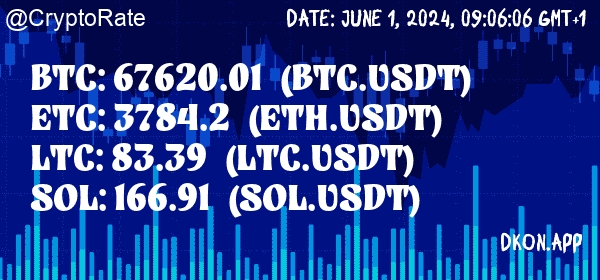 @CryptoRate
DATE: JUNE 1, 2024, 09:06:06 GMT+1
BTC: 67620.01 (BTC.USDT)
ETC: 3784.2 (ETH.USDT)
LTC: 83.39 (LTC.USDT)
SOL: 166.91 (SOL.USDT)
DKON.APP